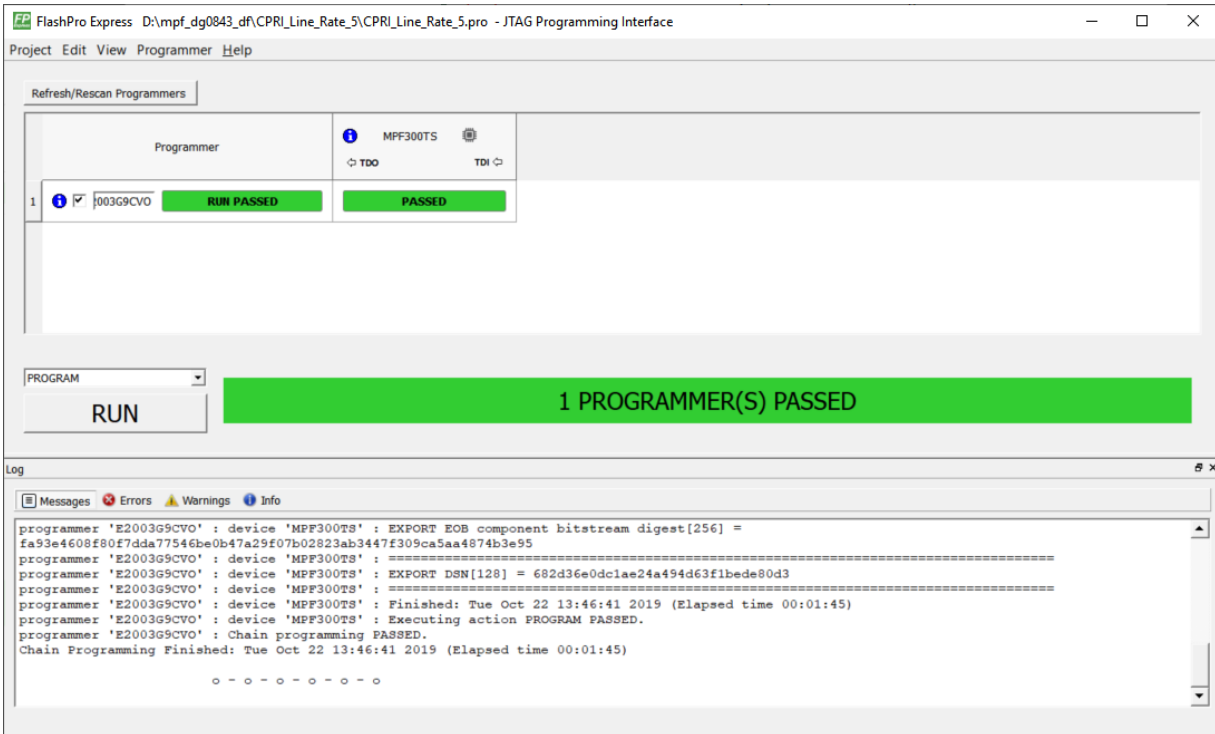 FP FlashPro Express D:\mpf_dg0843_df\CPRI_Line_Rate_5\CPRI_Line_Rate_5.pro - JTAG Programming Interface
Project Edit View Programmer Help
Refresh/Rescan Programmers
Programmer
MPF300TS
TDO TDI
1 003G9CVO RUN PASSED PASSED
PROGRAM
RUN
1 PROGRAMMER(S) PASSED
Log
Messages Errors Warnings Info
programmer 'E2003G9CVO' : device 'MPF300TS' : EXPORT EOB component bitstream digest[256] =
fa93e4608f80f7dda77546be0b47a29f07b02823ab3447f309ca5aa4874b3e95
programmer 'E2003G9CVO' : device 'MPF300TS' : ===================================================================================
programmer 'E2003G9CVO' : device 'MPF300TS' : EXPORT DSN[128] = 682d36e0dc1ae24a494d63f1bede80d3
programmer 'E2003G9CVO' : device 'MPF300TS' : ===================================================================================
programmer 'E2003G9CVO' : device 'MPF300TS' : Finished: Tue Oct 22 13:46:41 2019 (Elapsed time 00:01:45)
programmer 'E2003G9CVO' : device 'MPF300TS' : Executing action PROGRAM PASSED.
programmer 'E2003G9CVO' : Chain programming PASSED.
Chain Programming Finished: Tue Oct 22 13:46:41 2019 (Elapsed time 00:01:45)
o - o - o - o - o - o